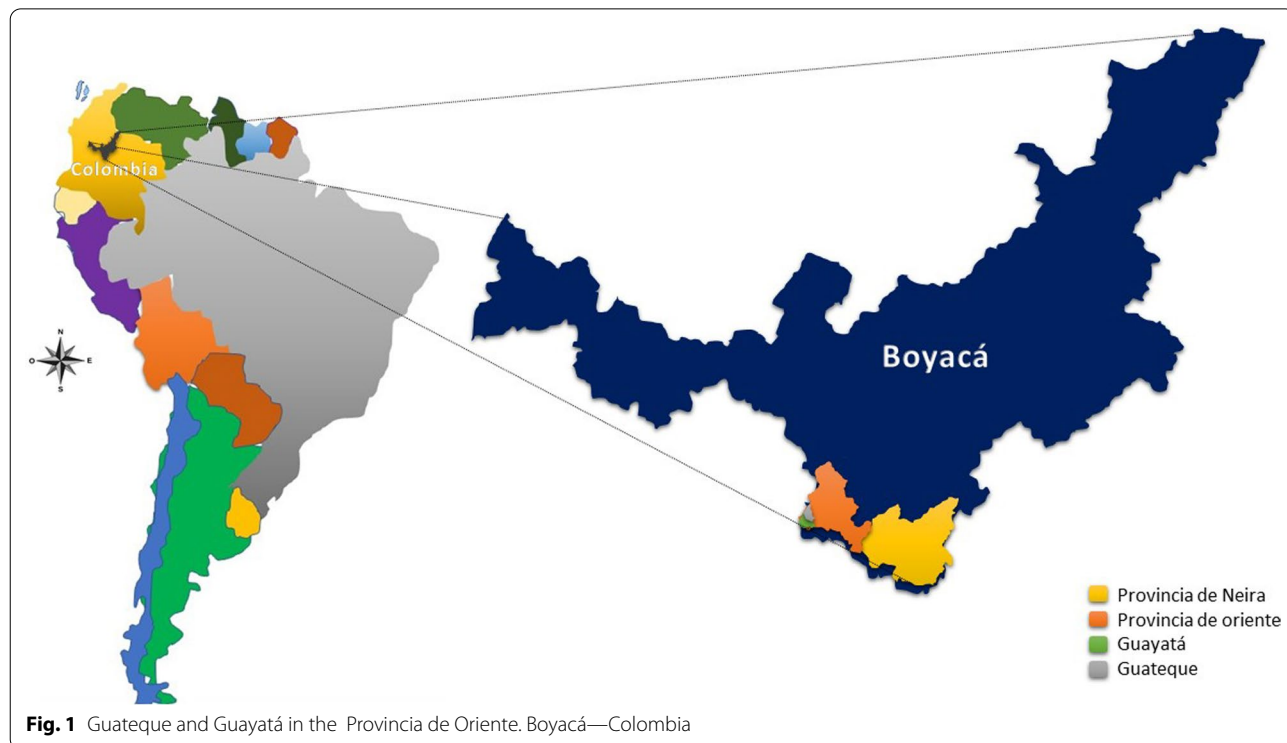 Colombia
N
O E
S
Boyacá
Provincia de Neira
Provincia de oriente
Guayatá
Guateque
Fig. 1 Guateque and Guayatá in the Provincia de Oriente. Boyacá—Colombia